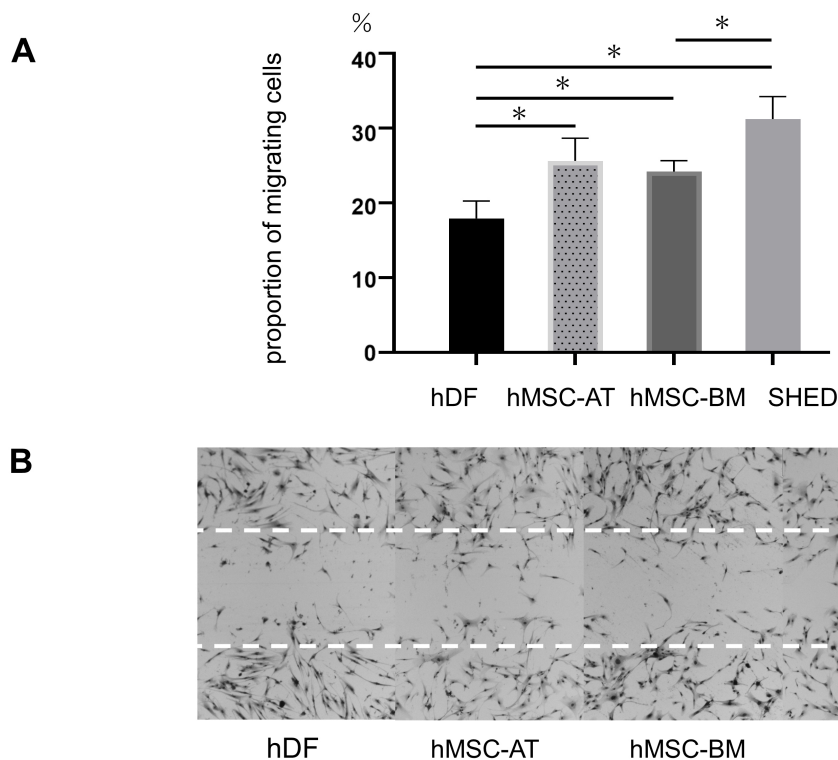 A
%
proportion of migrating cells
40
30
20
10
0
*
*
*
*
hDF hMSC-AT hMSC-BM SHED
B
hDF hMSC-AT hMSC-BM